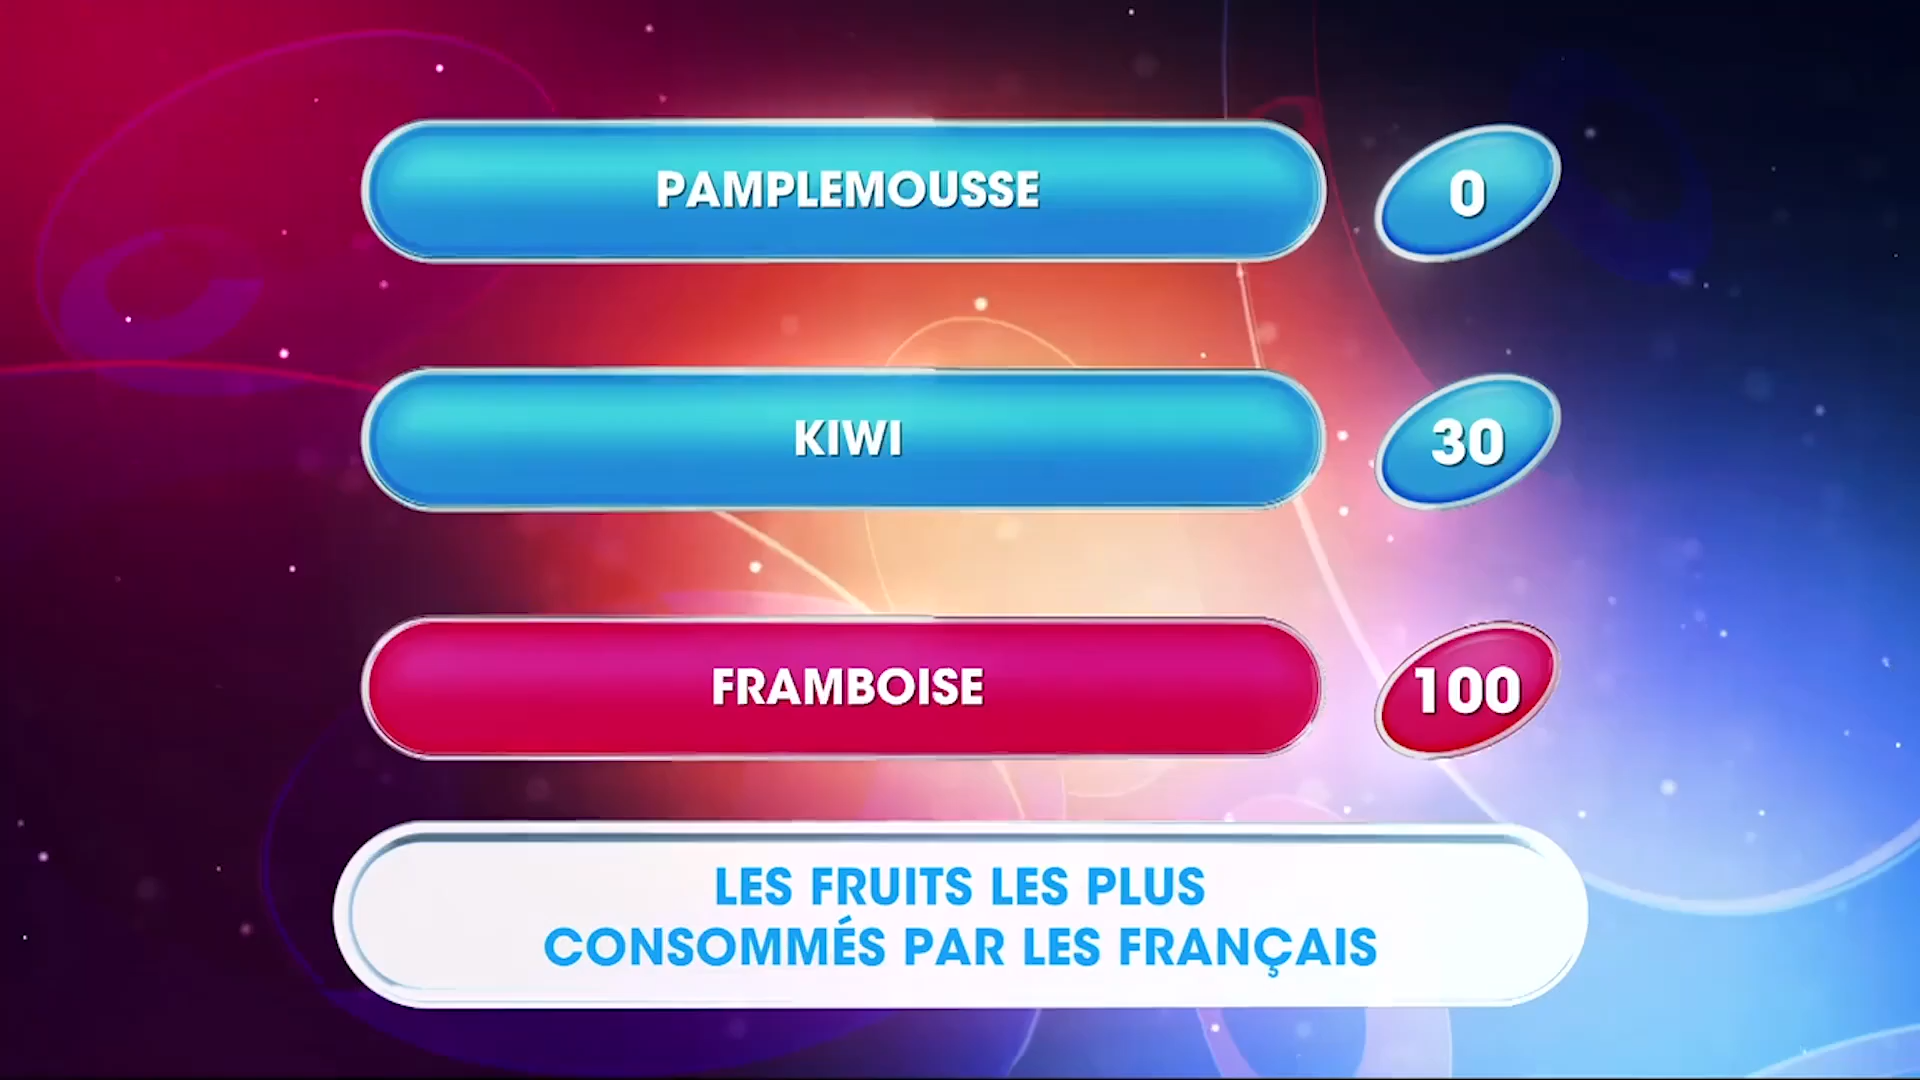 PAMPLEMOUSSE 0
KIWI 30
FRAMBOISE 100
LES FRUITS LES PLUS
CONSOMMÉS PAR LES FRANÇAIS